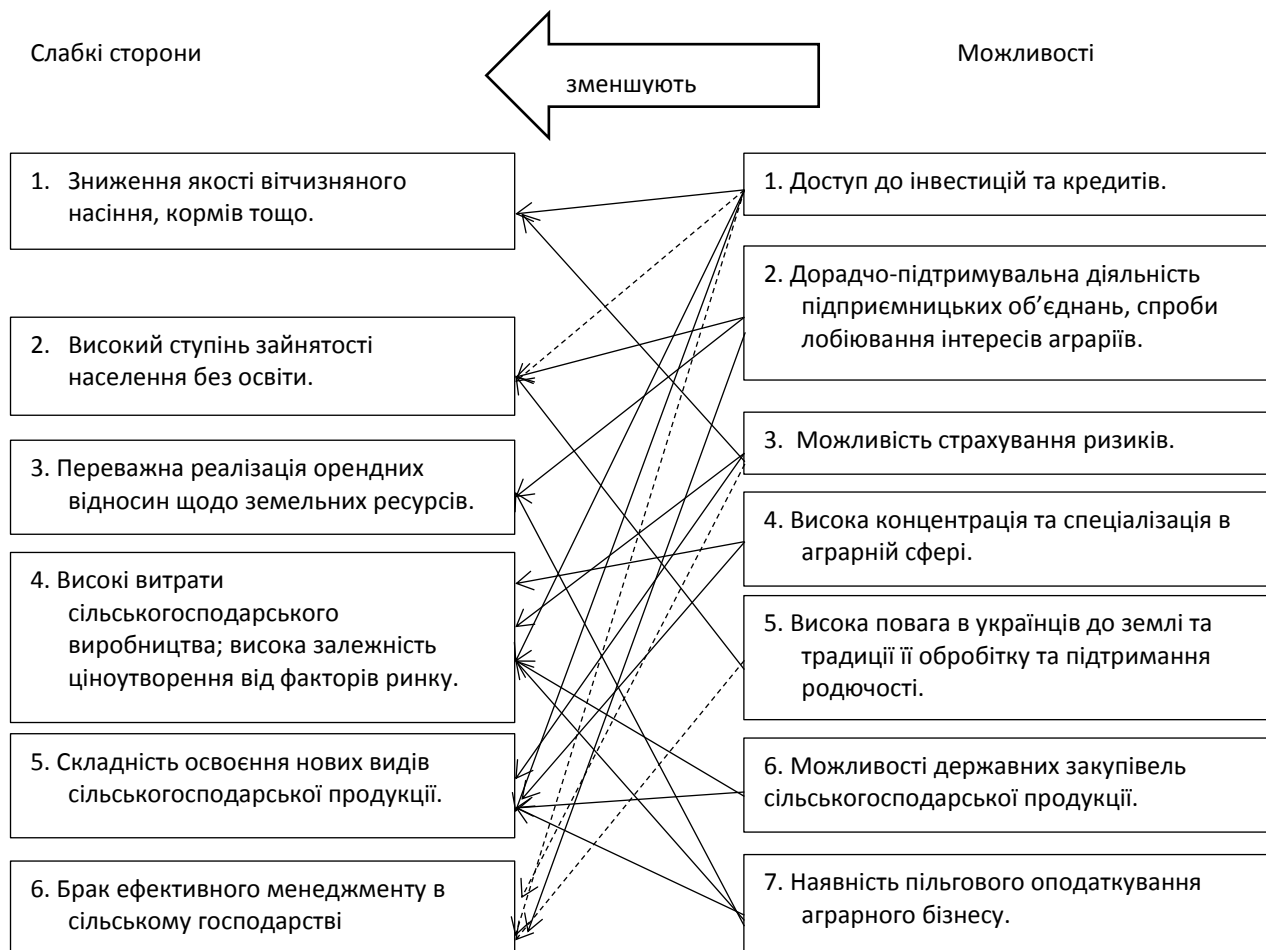 Слабкі сторони
зменшують
Можливості
1. Зниження якості вітчизняного
насіння, кормів тощо.
2. Високий ступінь зайнятості
населення без освіти.
3. Переважна реалізація орендних
відносин щодо земельних ресурсів.
4. Високі витрати
сільськогосподарського
виробництва; висока залежність
ціноутворення від факторів ринку.
5. Складність освоєння нових видів
сільськогосподарської продукції.
6. Брак ефективного менеджменту в
сільському господарстві
1. Доступ до інвестицій та кредитів.
2. Дорадчо-підтримувальна діяльність
підприємницьких об’єднань, спроби
лобіювання інтересів аграріїв.
3. Можливість страхування ризиків.
4. Висока концентрація та спеціалізація в
аграрній сфері.
5. Висока повага в українців до землі та
традиції її обробітку та підтримання
родючості.
6. Можливості державних закупівель
сільськогосподарської продукції.
7. Наявність пільгового оподаткування
аграрного бізнесу.